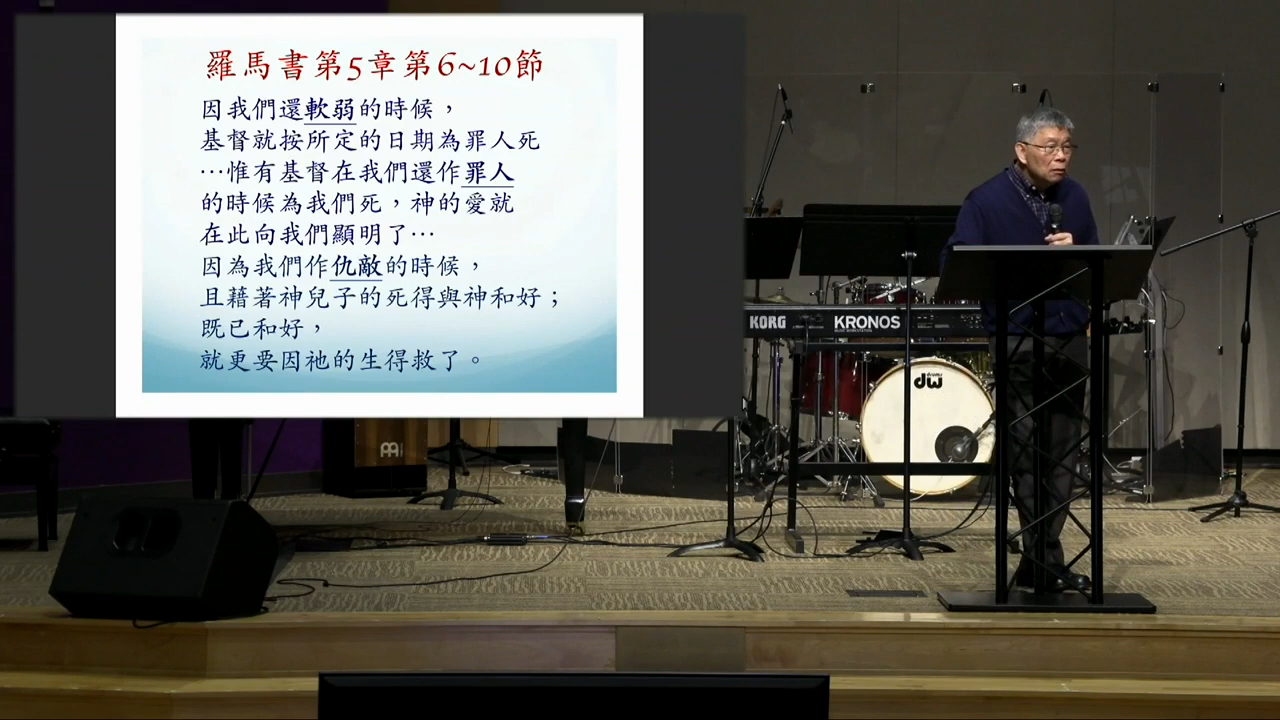 羅馬書第5章第6~10節
因我們還軟弱的時候，
基督就按所定的日期為罪人死
…惟有基督在我們還作罪人
的時候為我們死，神的愛就
在此向我們顯明了…
因為我們作仇敵的時候，
且藉著神兒子的死得與神和好；
既已和好，
就更要因祂的生得救了。
KORG
KRONOS
dw